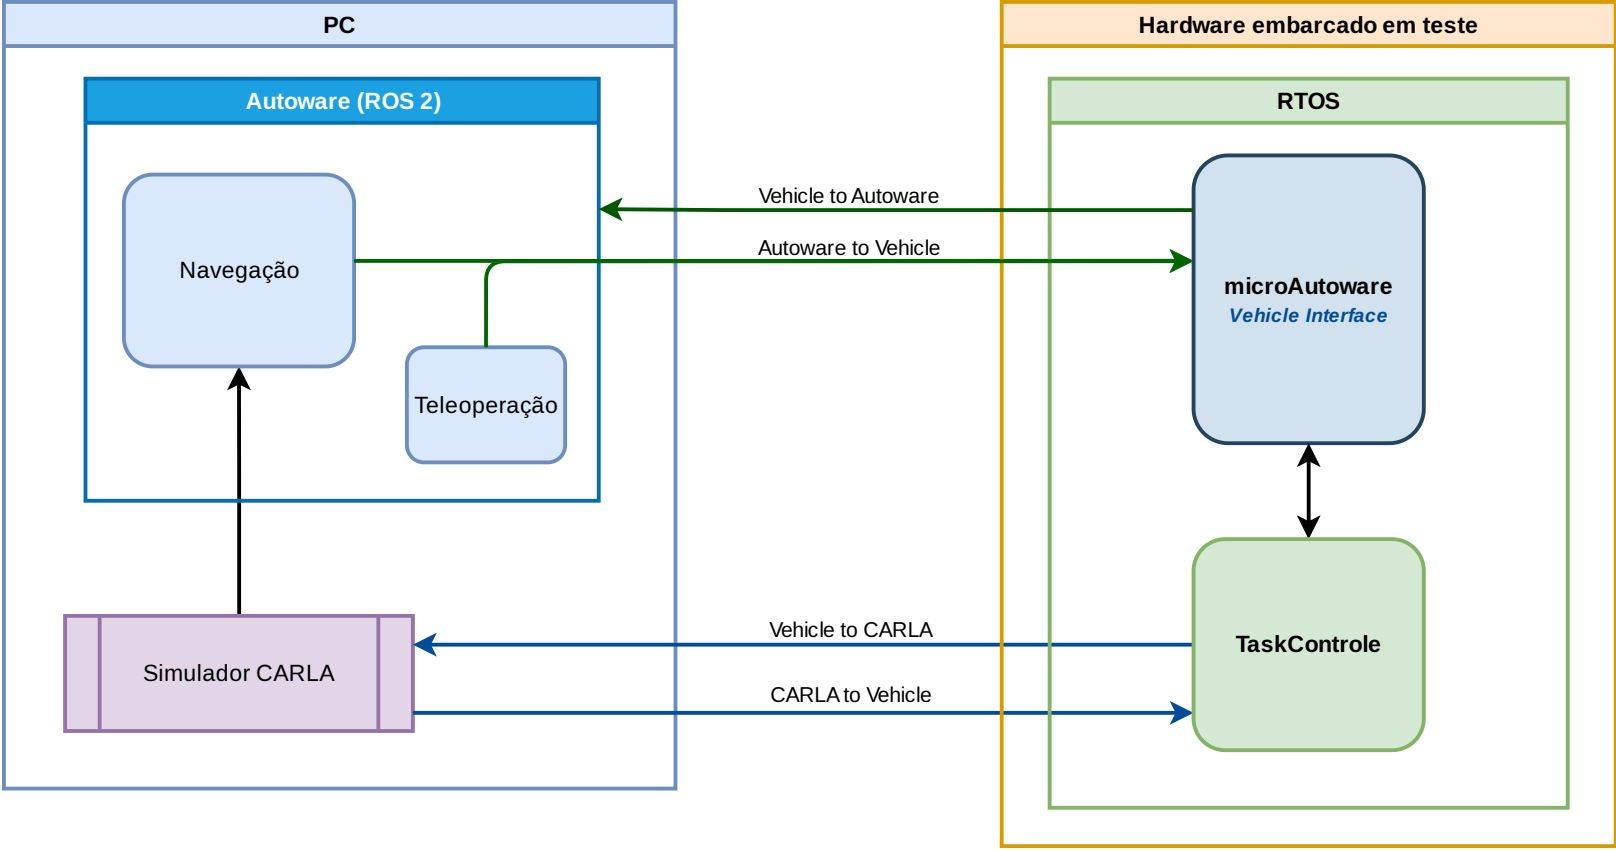 PC
Hardware embarcado em teste
Autoware (ROS 2)
RTOS
Navegação
Teleoperação
Vehicle to Autoware
Autoware to Vehicle
microAutoware
Vehicle Interface
Simulador CARLA
Vehicle to CARLA
CARLA to Vehicle
TaskControle